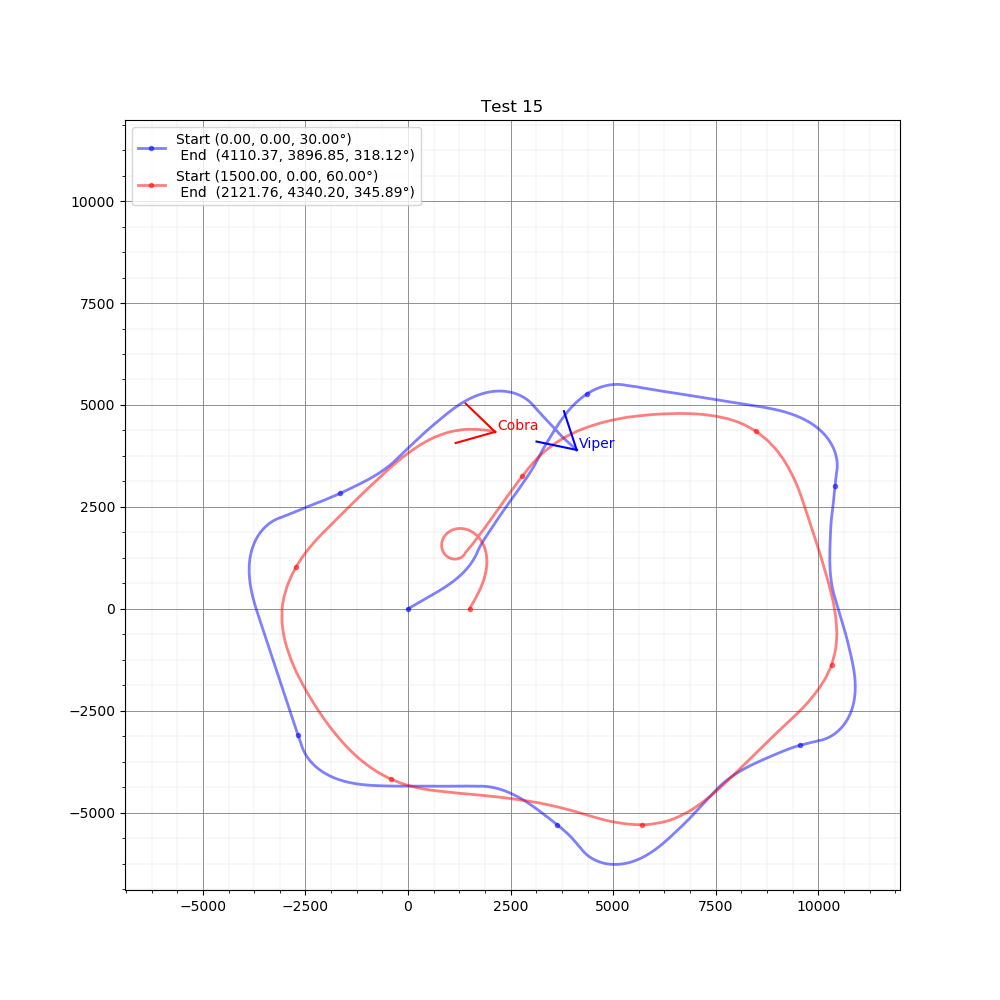 Test 15
Start (0.00, 0.00, 30.00°)
End  (4110.37, 3896.85, 318.12°)
Start (1500.00, 0.00, 60.00°)
End  (2121.76, 4340.20, 345.89°)
10000
7500
5000
2500
0
−2500
−5000
Cobra
Viper
−5000 −2500 0 2500 5000 7500 10000